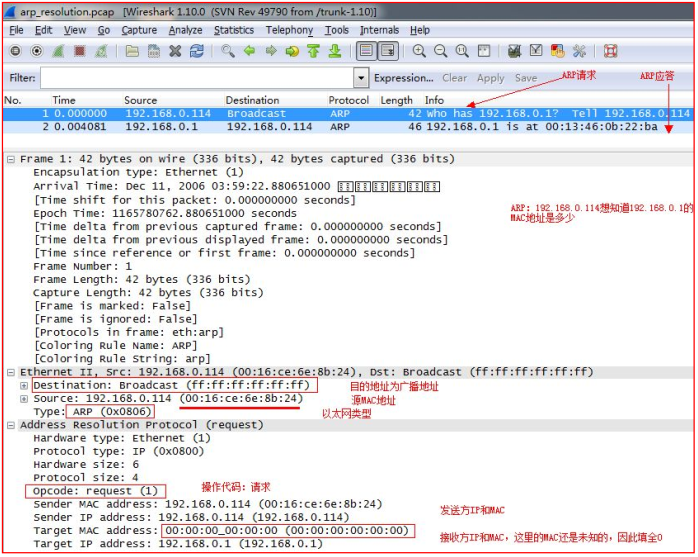 arp_resolution.pcap [Wireshark 1.10.0 (SVN Rev 49790 from /trunk-1.10)]
File Edit View Go Capture Analyze Statistics Telephony Tools Internals Help
Filter: Expression... Clear Apply Save
ARP请求
ARP应答
No. Time Source Destination Protocol Length Info
1 0.000000 192.168.0.114 Broadcast ARP 42 who has 192.168.0.1? Tell 192.168.0.114
2 0.004081 192.168.0.1 192.168.0.114 ARP 46 192.168.0.1 is at 00:13:46:0b:22:ba
Frame 1: 42 bytes on wire (336 bits), 42 bytes captured (336 bits)
Encapsulation type: Ethernet (1)
Arrival Time: Dec 11, 2006 03:59:22.880651000
[Time shift for this packet: 0.000000000 seconds]
ARP：192.168.0.114想知道192.168.0.1的
MAC地址是多少
Epoch Time: 1165780762.880651000 seconds
[Time delta from previous captured frame: 0.000000000 seconds]
[Time delta from previous displayed frame: 0.000000000 seconds]
[Time since reference or first frame: 0.000000000 seconds]
Frame Number: 1
Frame Length: 42 bytes (336 bits)
Capture Length: 42 bytes (336 bits)
[Frame is marked: False]
[Frame is ignored: False]
[Protocols in frame: eth:arp]
[Coloring Rule Name: ARP]
[Coloring Rule String: arp]
Ethernet II, Src: 192.168.0.114 (00:16:ce:6e:8b:24), Dst: Broadcast (ff:ff:ff:ff:ff:ff)
Destination: Broadcast (ff:ff:ff:ff:ff:ff) 目的地址为广播地址
Source: 192.168.0.114 (00:16:ce:6e:8b:24) 源MAC地址
Type: ARP (0x0806) 以太网类型
Address Resolution Protocol (request)
Hardware type: Ethernet (1)
Protocol type: IP (0x0800)
Hardware size: 6
Protocol size: 4
Opcode: request (1) 操作代码：请求
Sender MAC address: 192.168.0.114 (00:16:ce:6e:8b:24)
Sender IP address: 192.168.0.114 (192.168.0.114) 发送方IP和MAC
Target MAC address: 00:00:00_00:00:00 (00:00:00:00:00:00)
Target IP address: 192.168.0.1 (192.168.0.1) 接收方IP和MAC，这里的MAC还是未知的，因此填全0